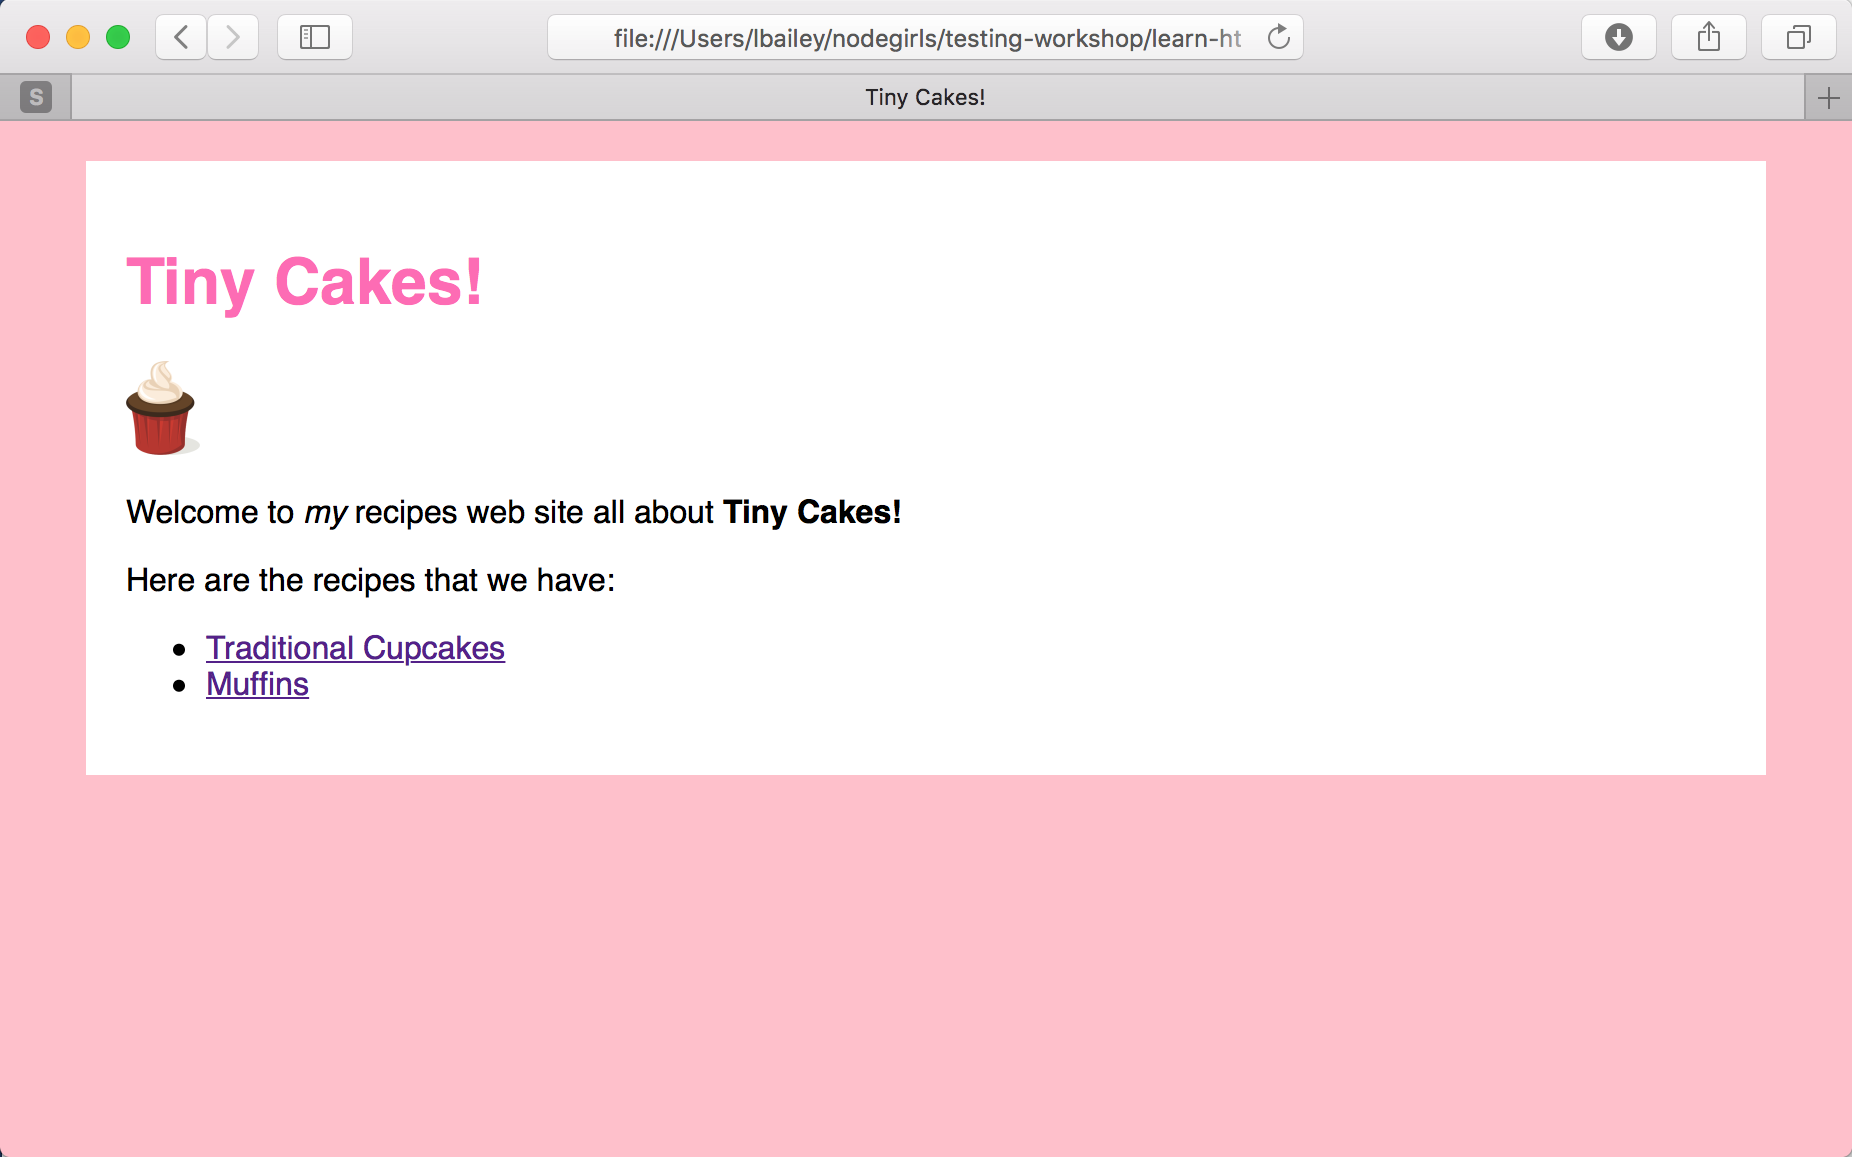 file:///Users/lbailey/nodegirls/testing-workshop/learn-ht
S
Tiny Cakes!
Tiny Cakes!
Welcome to my recipes web site all about Tiny Cakes!
Here are the recipes that we have:
Traditional Cupcakes
Muffins